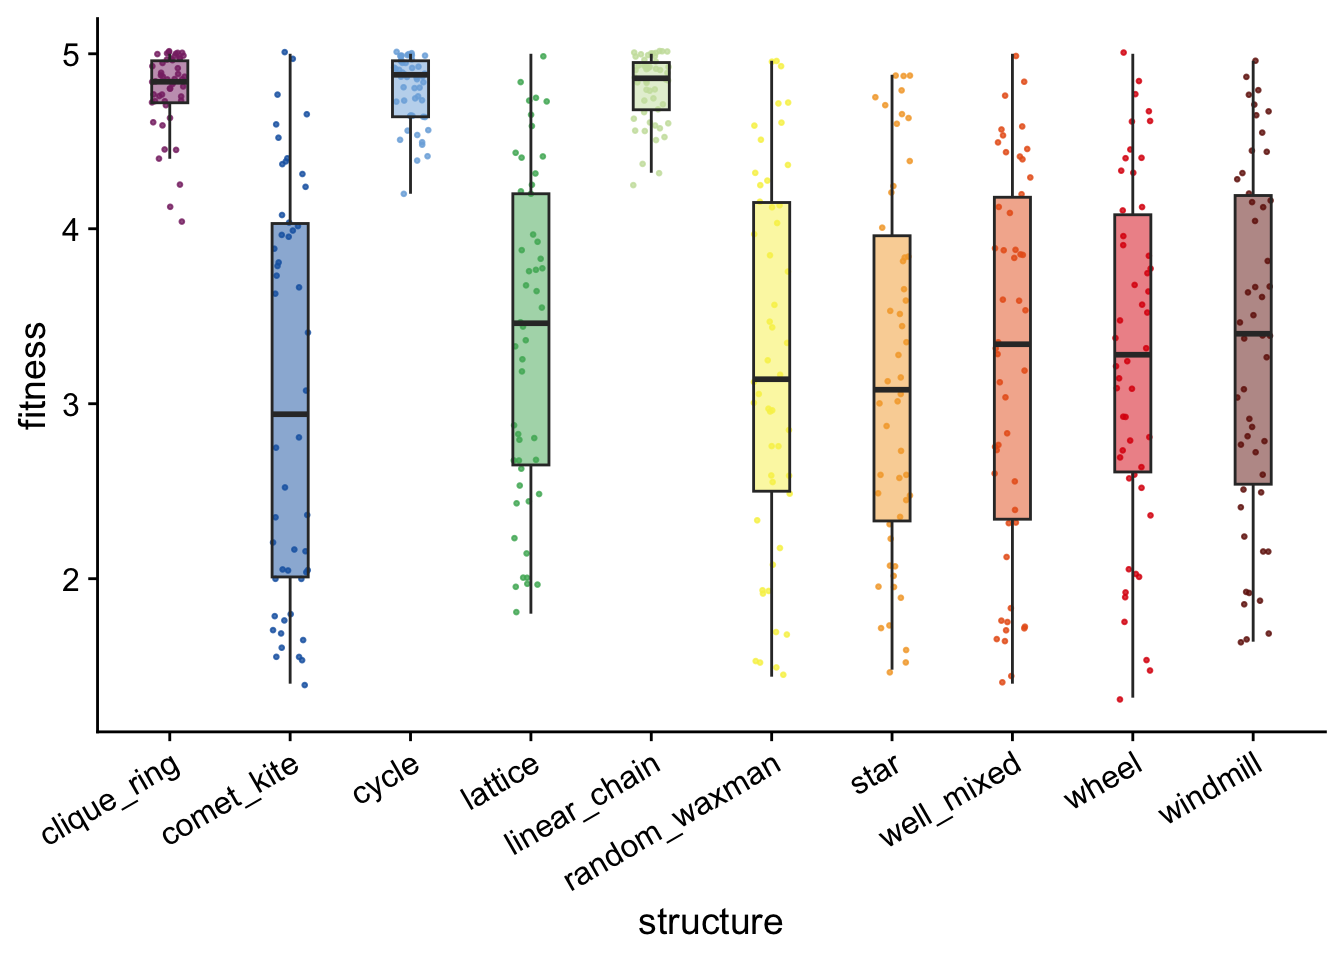 fitness
5
4
3
2
clique_ring
comet_kite
cycle
lattice
linear_chain
random_waxman
star
well_mixed
wheel
windmill
structure